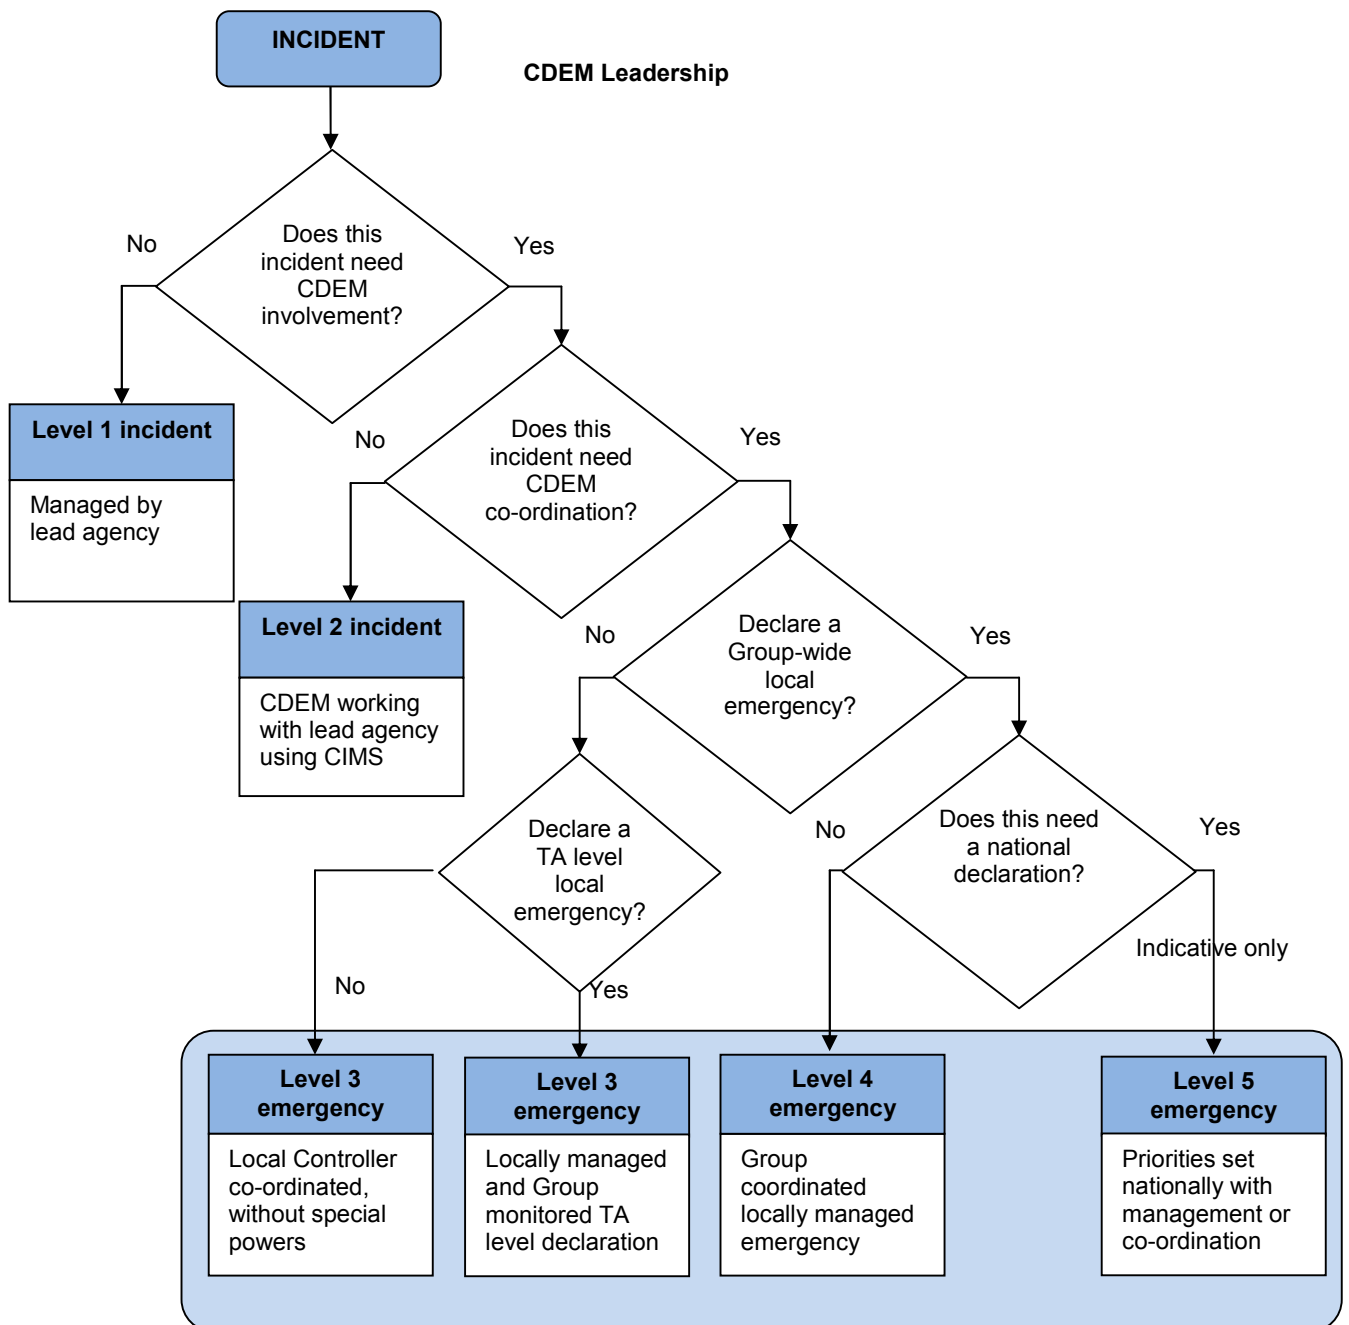 INCIDENT
CDEM Leadership
No
Does this
incident need
CDEM
involvement?
Yes
Level 1 incident
Managed by
lead agency
No
Does this
incident need
CDEM
co-ordination?
Yes
Level 2 incident
CDEM working
with lead agency
using CIMS
No
Declare a
Group-wide
local
emergency?
Yes
Declare a
TA level
local
emergency?
No
Does this need
a national
declaration?
Yes
Indicative only
No
Yes
Level 3
emergency
Local Controller
co-ordinated,
without special
powers
Level 3
emergency
Locally managed
and Group
monitored TA
level declaration
Level 4
emergency
Group
coordinated
locally managed
emergency
Level 5
emergency
Priorities set
nationally with
management or
co-ordination